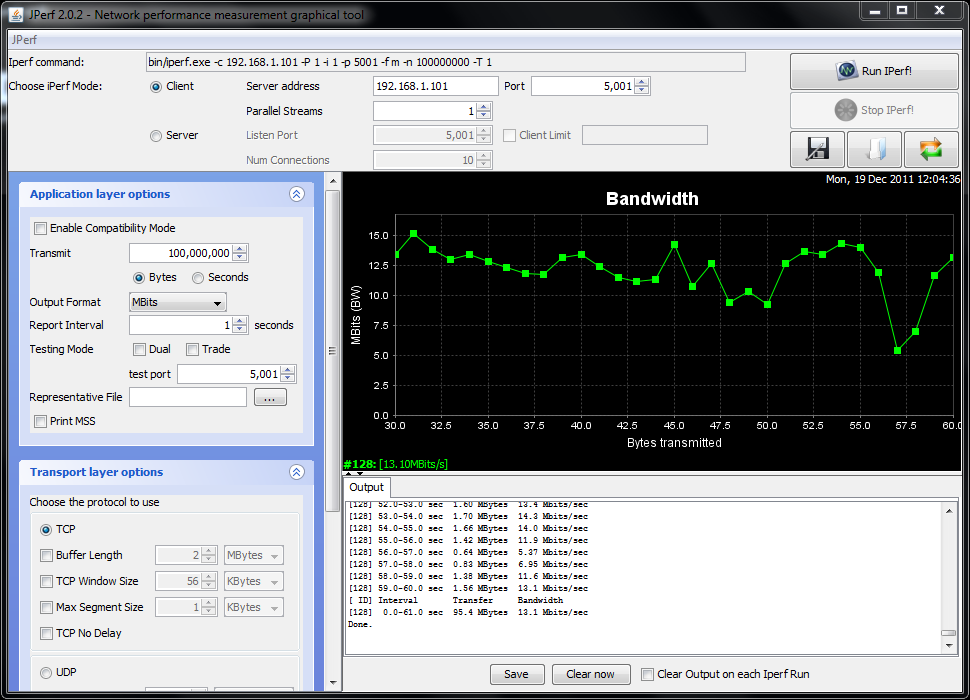 JPerf 2.0.2 - Network performance measurement graphical tool
JPerf
Iperf command: bin/iperf.exe -c 192.168.1.101 -P 1 -i 1 -p 5001 -f m -n 100000000 -T 1
Choose iPerf Mode: Client Server address 192.168.1.101 Port 5,001
Parallel Streams 1
Server Listen Port 5,001 Client Limit
Num Connections 10
Run IPerf!
Stop IPerf!
Application layer options
Enable Compatibility Mode
Transmit 100,000,000
Bytes Seconds
Output Format MBits
Report Interval 1 seconds
Testing Mode Dual Trade
test port 5,001
Representative File ...
Print MSS
Transport layer options
Choose the protocol to use
TCP
Buffer Length 2 MBytes
TCP Window Size 56 KBytes
Max Segment Size 1 KBytes
TCP No Delay
UDP
Mon, 19 Dec 2011 12:04:36
Bandwidth
MBits (BW)
15.0
12.5
10.0
7.5
5.0
2.5
0.0
30.0 32.5 35.0 37.5 40.0 42.5 45.0 47.5 50.0 52.5 55.0 57.5 60.0
Bytes transmitted
#128: [13.10MBits/s]
Output
[128] 52.0-53.0 sec 1.60 MBytes 13.4 Mbits/sec
[128] 53.0-54.0 sec 1.70 MBytes 14.3 Mbits/sec
[128] 54.0-55.0 sec 1.66 MBytes 14.0 Mbits/sec
[128] 55.0-56.0 sec 1.42 MBytes 11.9 Mbits/sec
[128] 56.0-57.0 sec 0.64 MBytes 5.37 Mbits/sec
[128] 57.0-58.0 sec 0.83 MBytes 6.95 Mbits/sec
[128] 58.0-59.0 sec 1.38 MBytes 11.6 Mbits/sec
[128] 59.0-60.0 sec 1.56 MBytes 13.1 Mbits/sec
[ ID] Interval Transfer Bandwidth
[128] 0.0-61.0 sec 95.4 MBytes 13.1 Mbits/sec
Done.
Save Clear now Clear Output on each Iperf Run